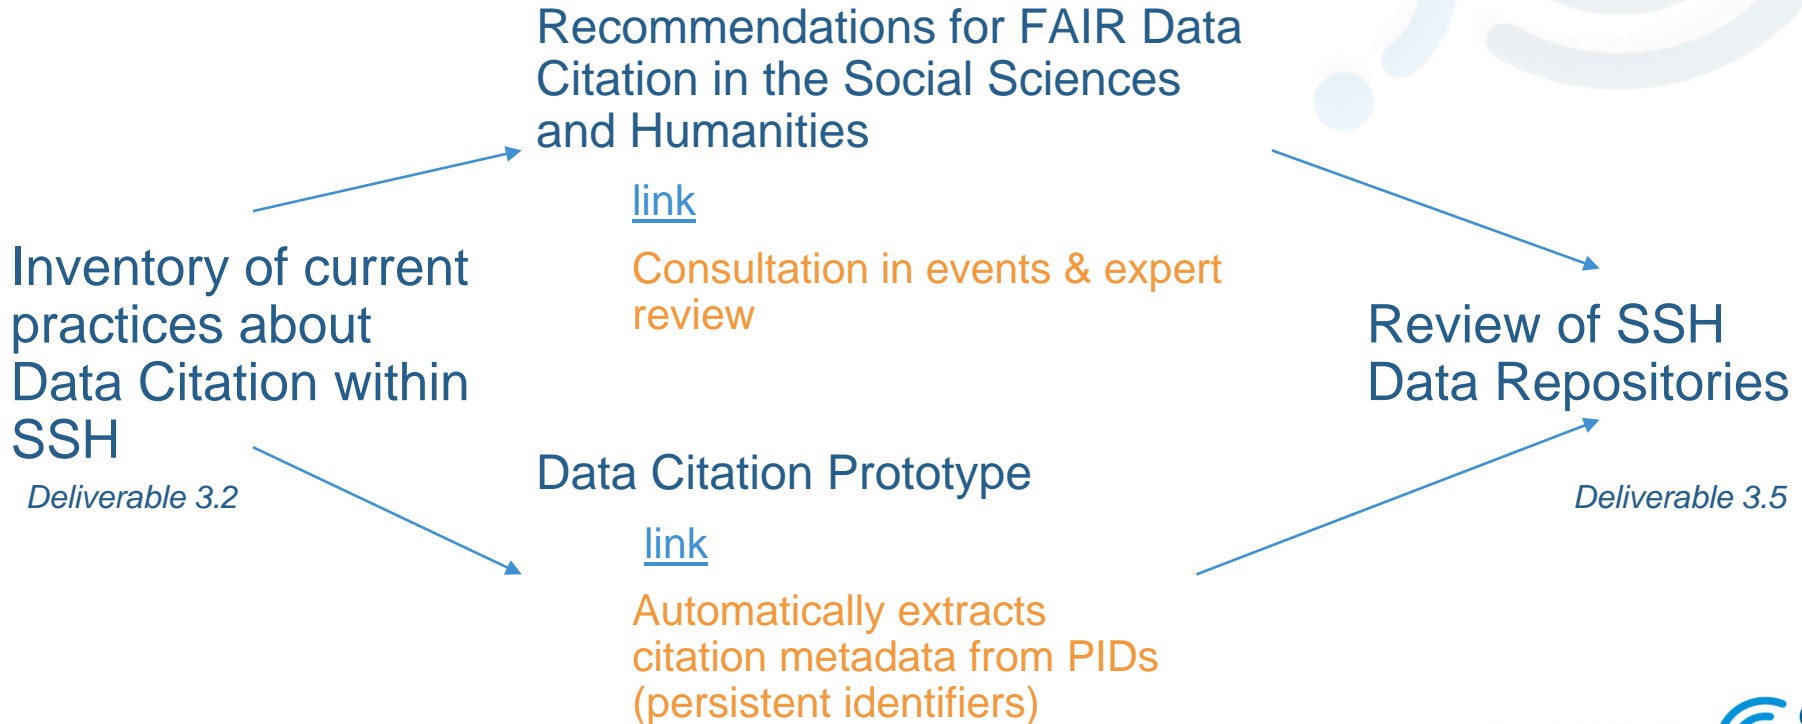 Recommendations for FAIR Data
Citation in the Social Sciences
and Humanities
link
Consultation in events & expert
review
Inventory of current
practices about
Data Citation within
SSH
Deliverable 3.2
Data Citation Prototype
link
Automatically extracts
citation metadata from PIDs
(persistent identifiers)
Review of SSH
Data Repositories
Deliverable 3.5